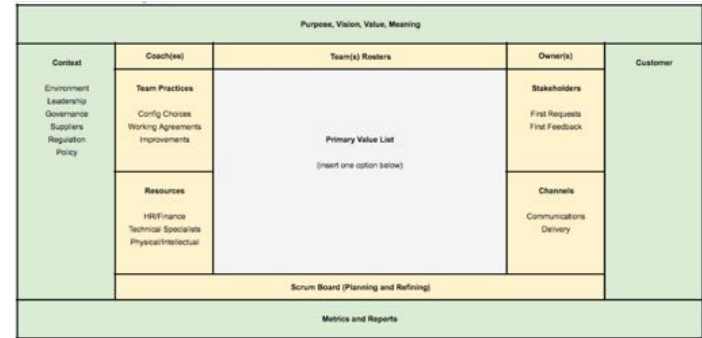 Purpose, Vision, Value, Meaning
Context
Environment
Leadership
Governance
Suppliers
Regulation
Policy
Coach(es)
Team Practices
Config Choices
Working Agreements
Improvements
Resources
HR/Finance
Technical Specialists
Physical/Intellectual
Team(s) Rosters
Primary Value List
(insert one option below)
Owner(s)
Stakeholders
First Requests
First Feedback
Channels
Communications
Delivery
Customer
Scrum Board (Planning and Refining)
Metrics and Reports